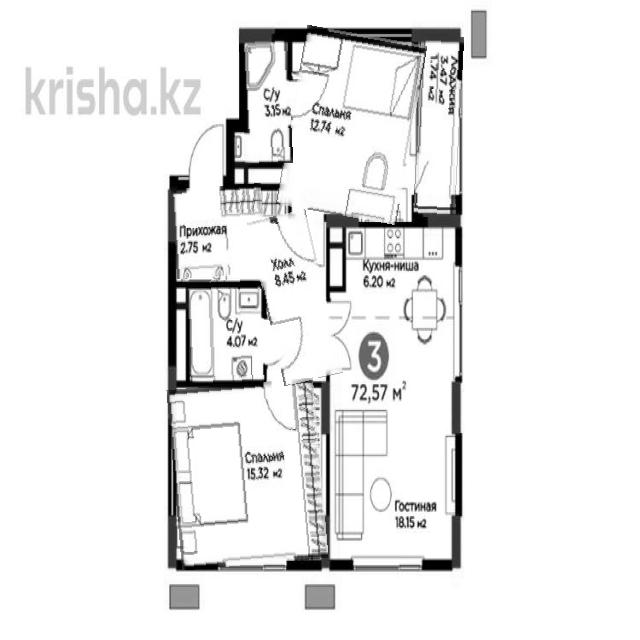 krisha.kz
С/У
3.15 м2
Спальня
12.74 м2
Лоджия
3.47 м2
1.74 м2
Прихожая
2.75 м2
Холл
8.45 м2
Кухня-ниша
6.20 м2
С/У
4.07 м2
3
72,57 м²
Спальня
15.32 м2
Гостиная
18.15 м2